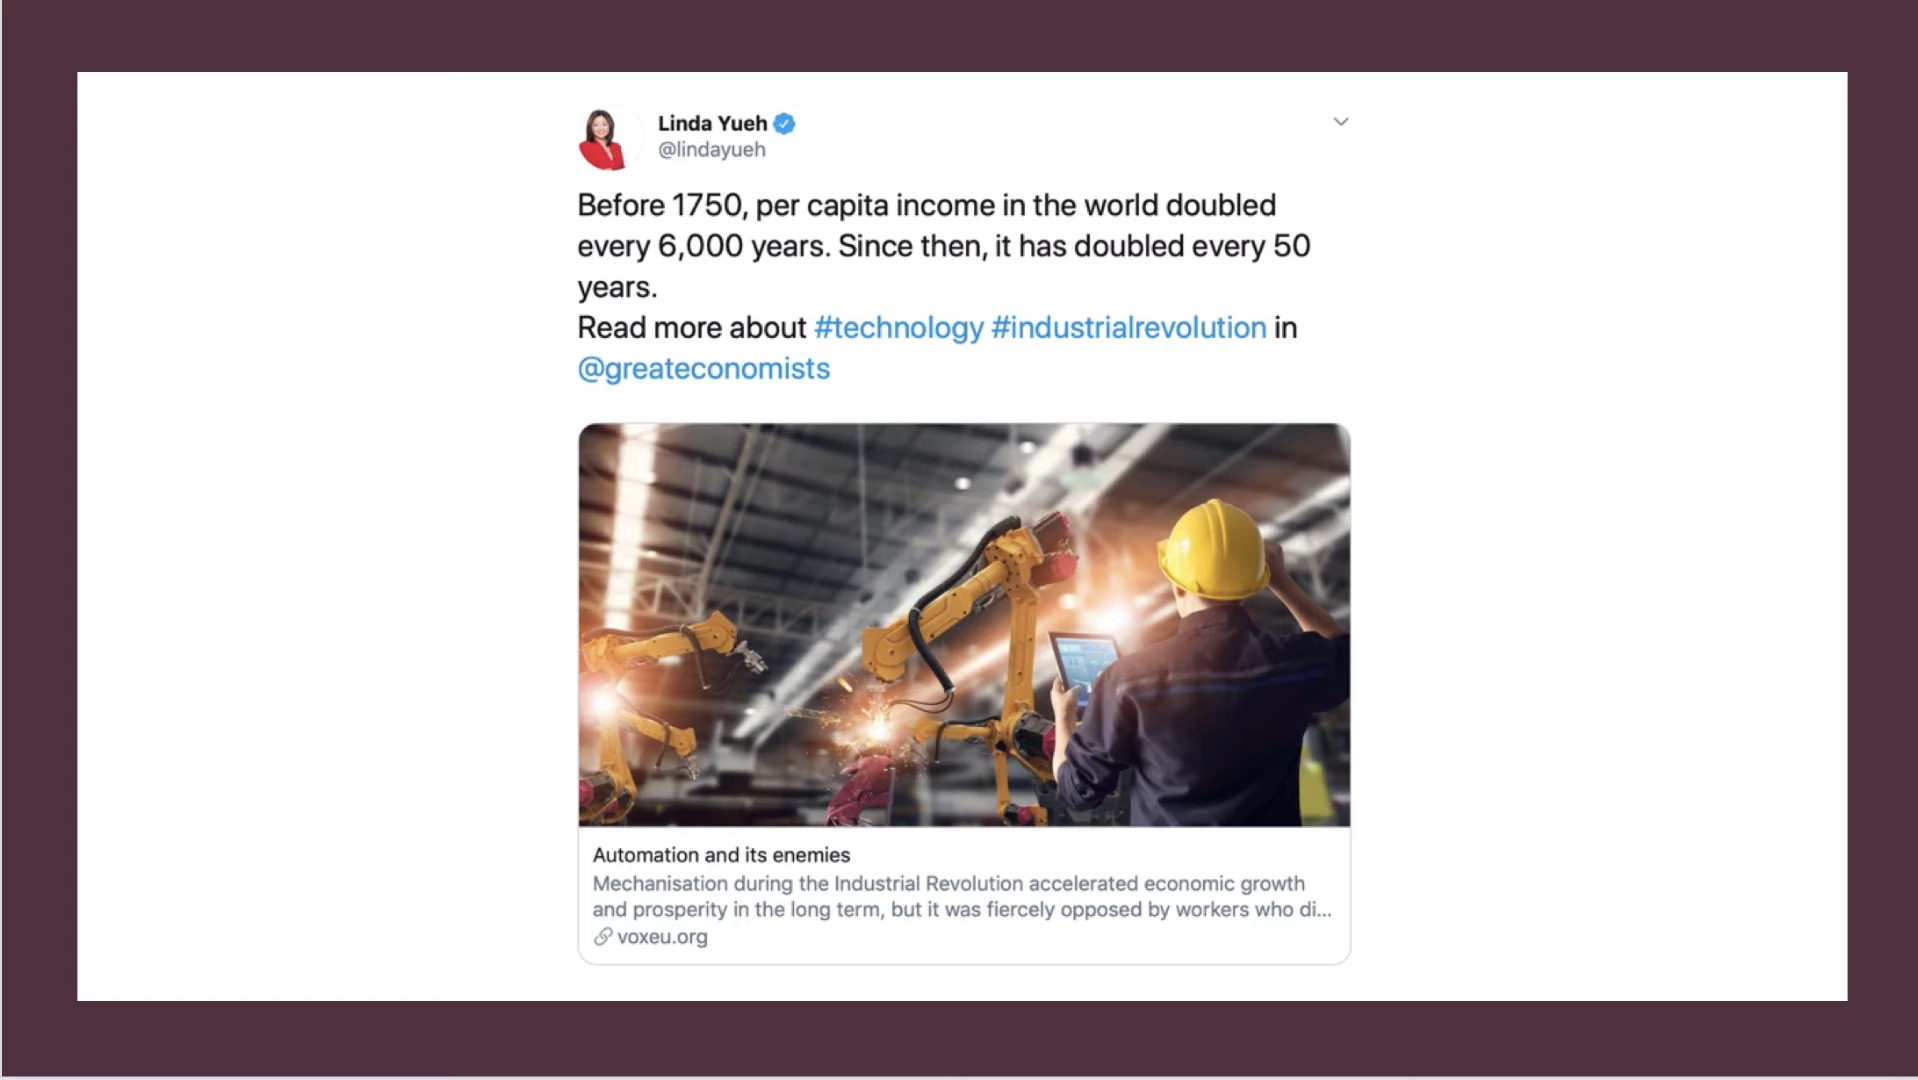 Linda Yueh
@lindayueh
Before 1750, per capita income in the world doubled
every 6,000 years. Since then, it has doubled every 50
years.
Read more about #technology #industrialrevolution in
@greateconomists
Automation and its enemies
Mechanisation during the Industrial Revolution accelerated economic growth
and prosperity in the long term, but it was fiercely opposed by workers who di...
voxeu.org